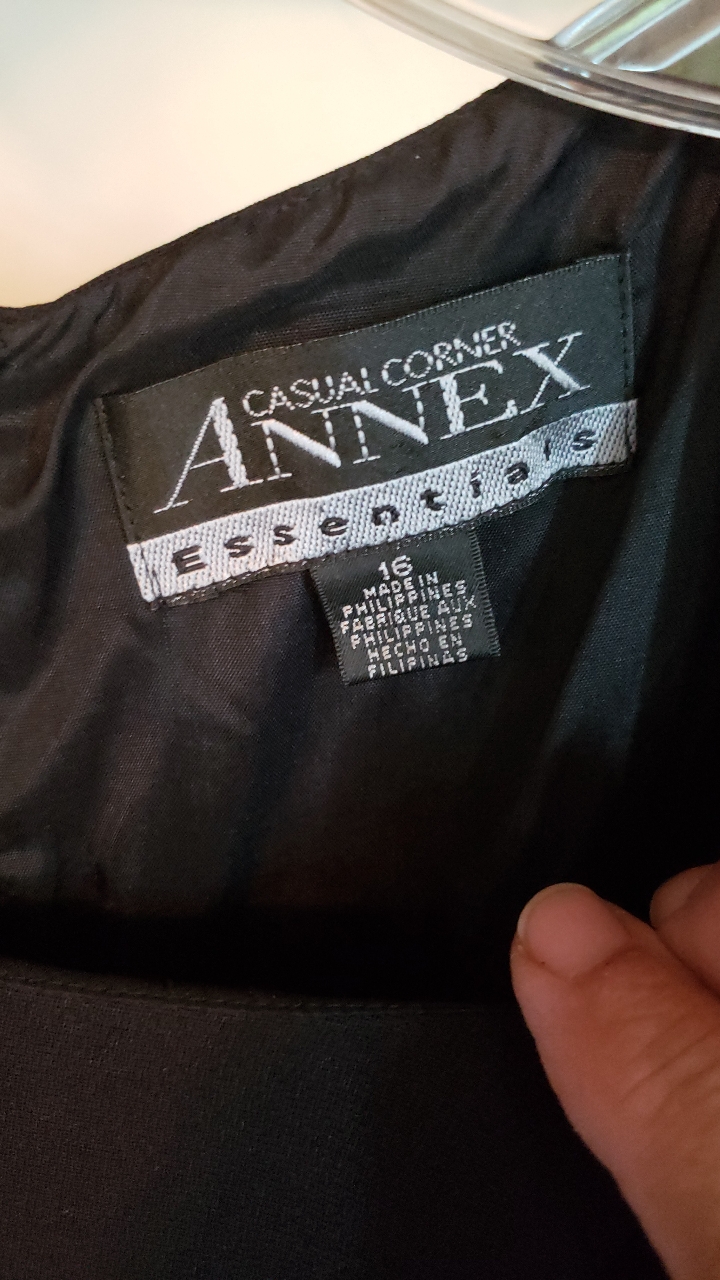 CASUAL CORNER
ANNEX
Essentials
16
MADE IN
PHILIPPINES
FABRIQUE AUX
PHILIPPINES
HECHO EN
FILIPINAS